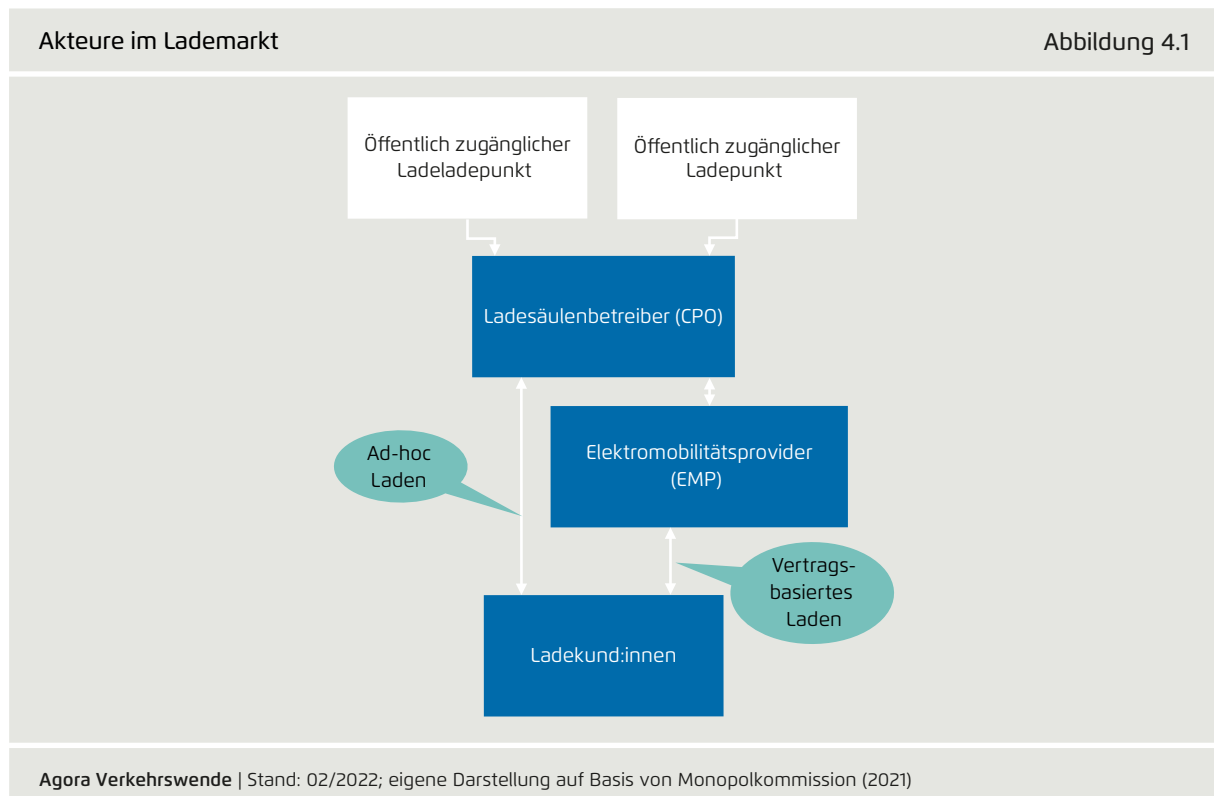 Akteure im Lademarkt
Abbildung 4.1
Öffentlich zugänglicher
Ladeladepunkt
Öffentlich zugänglicher
Ladepunkt
Ladesäulenbetreiber (CPO)
Ad-hoc
Laden
Elektromobilitätsprovider
(EMP)
Vertrags-
basiertes
Laden
Ladekund:innen
Agora Verkehrswende | Stand: 02/2022; eigene Darstellung auf Basis von Monopolkommission (2021)